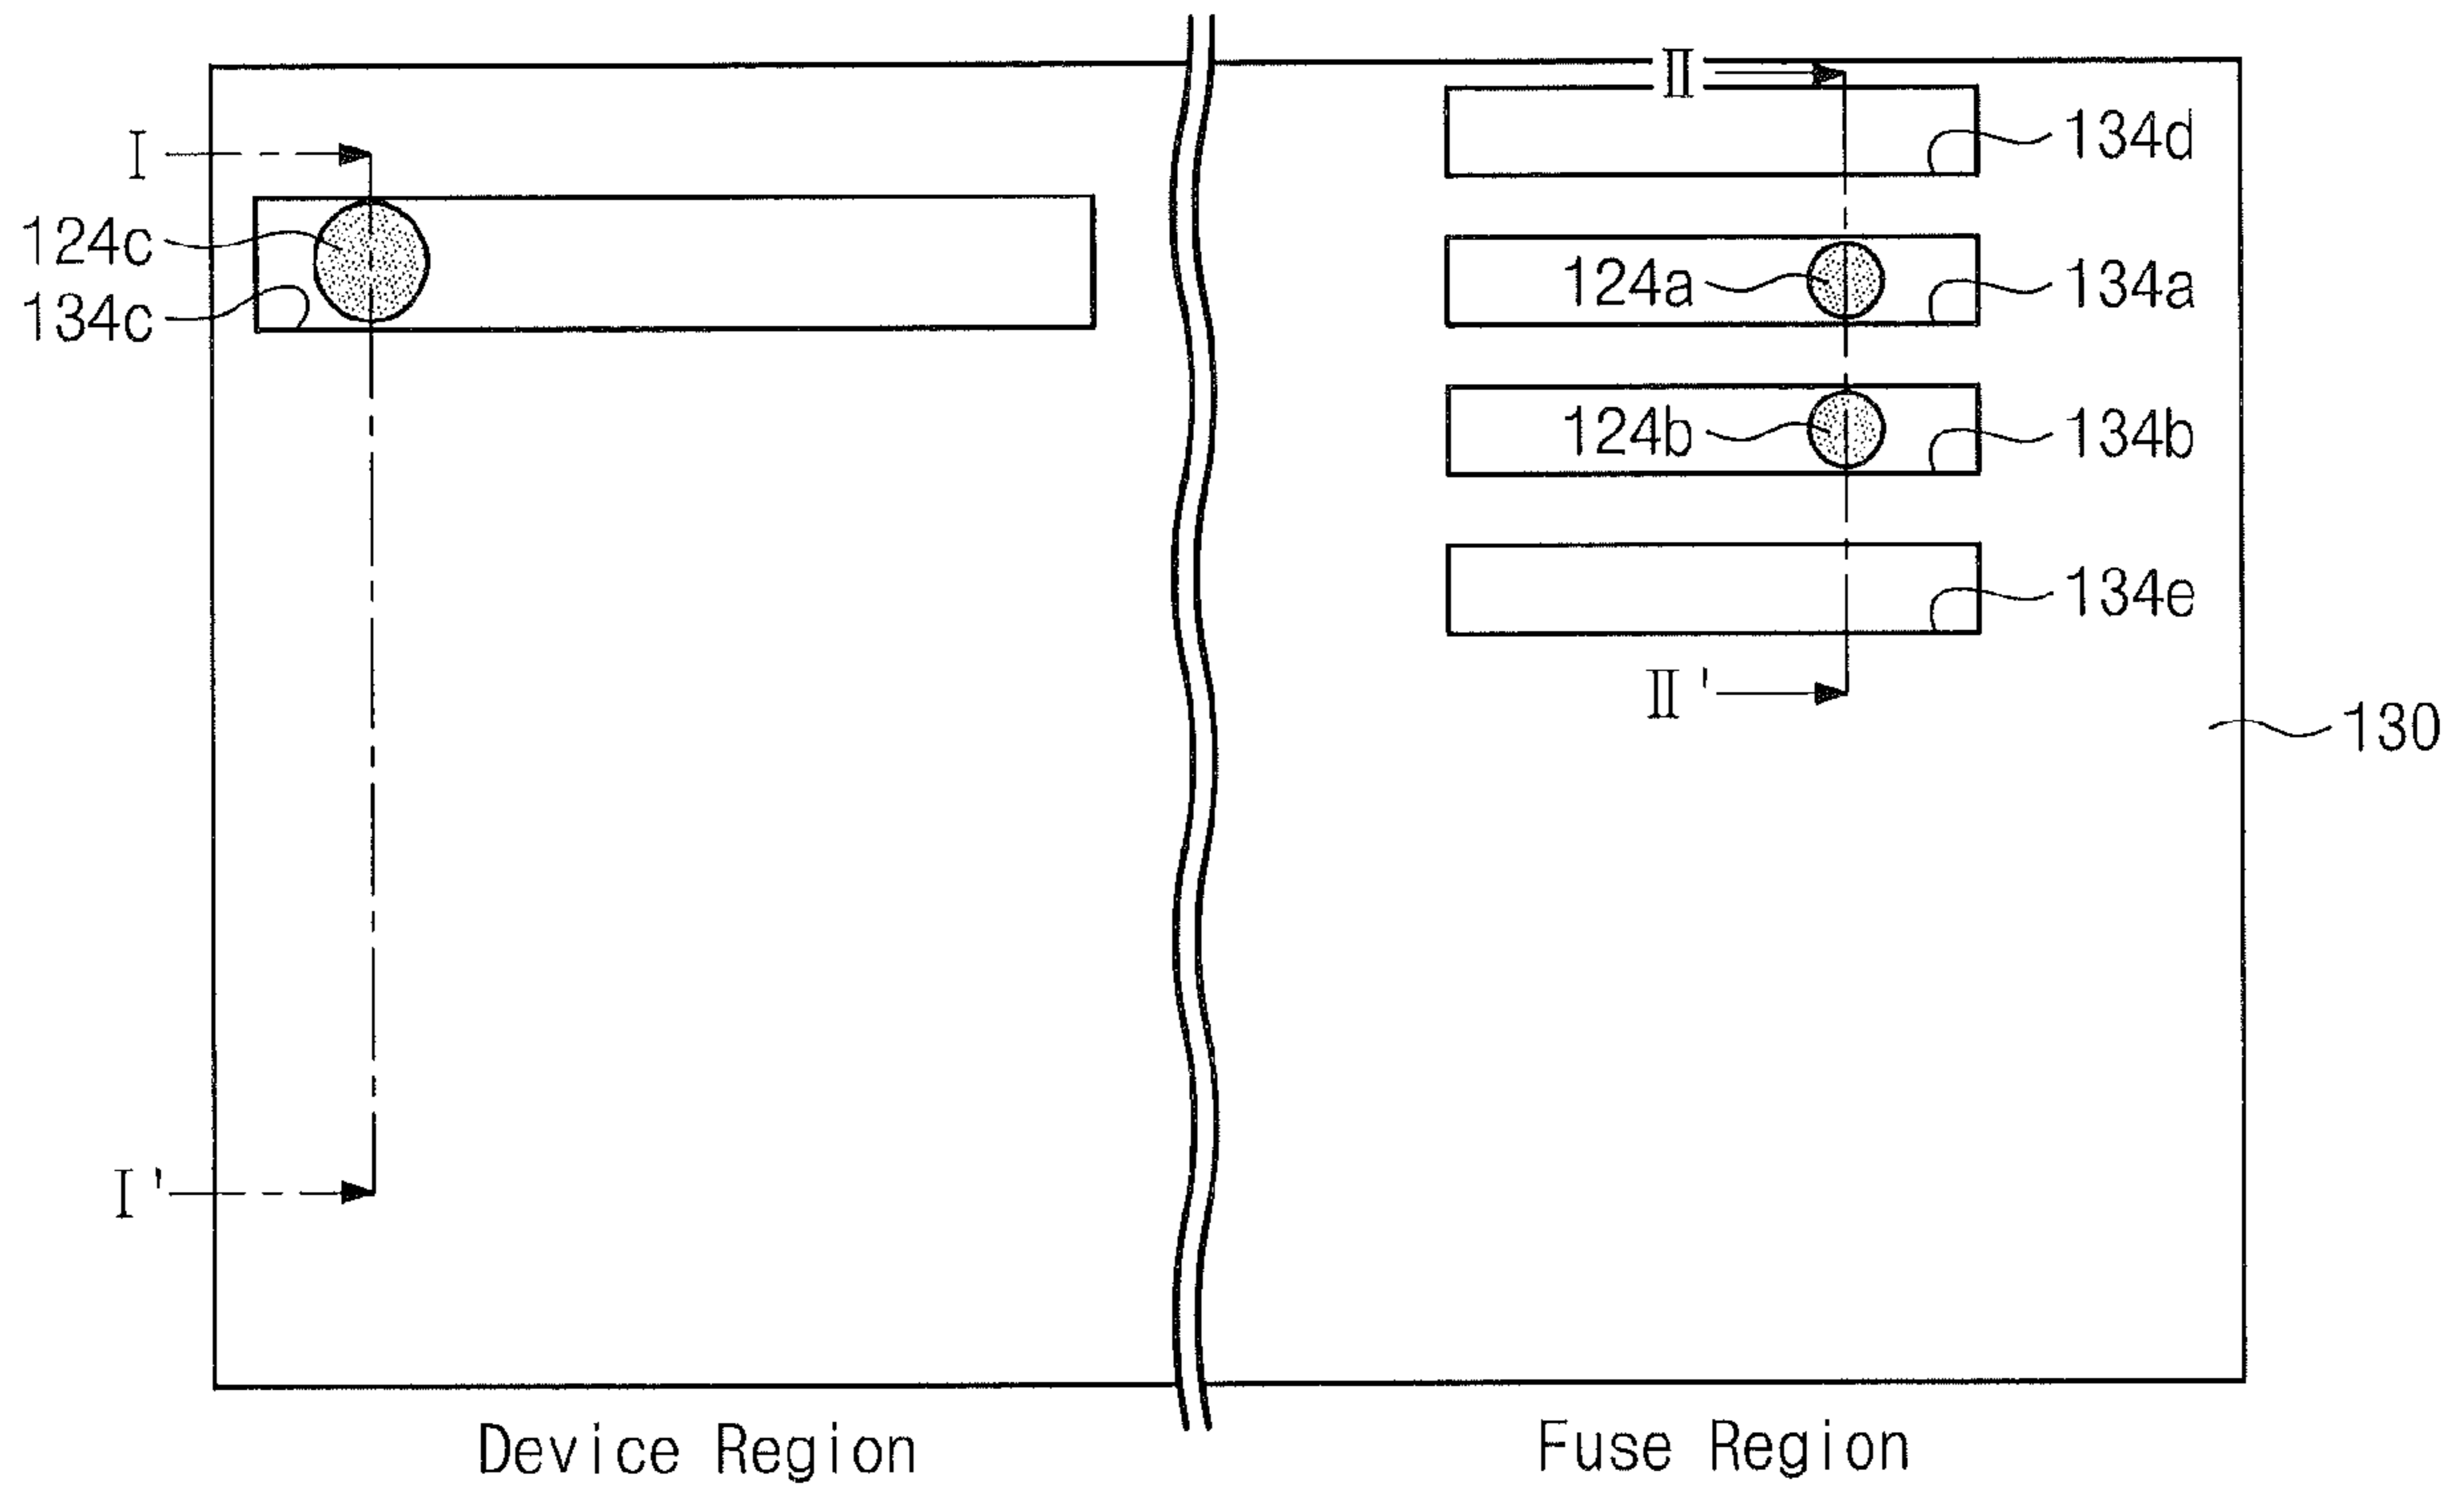 Ⅱ
134d
Ⅰ
124c
134c
124a
134a
124b
134b
134e
Ⅱ'
130
Ⅰ'
Device Region
Fuse Region